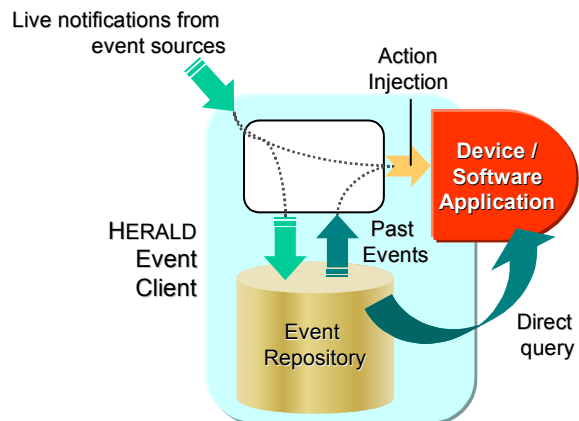 Live notifications from
event sources
Action
Injection
Device /
Software
Application
HERALD
Event
Client
Past
Events
Event
Repository
Direct
query